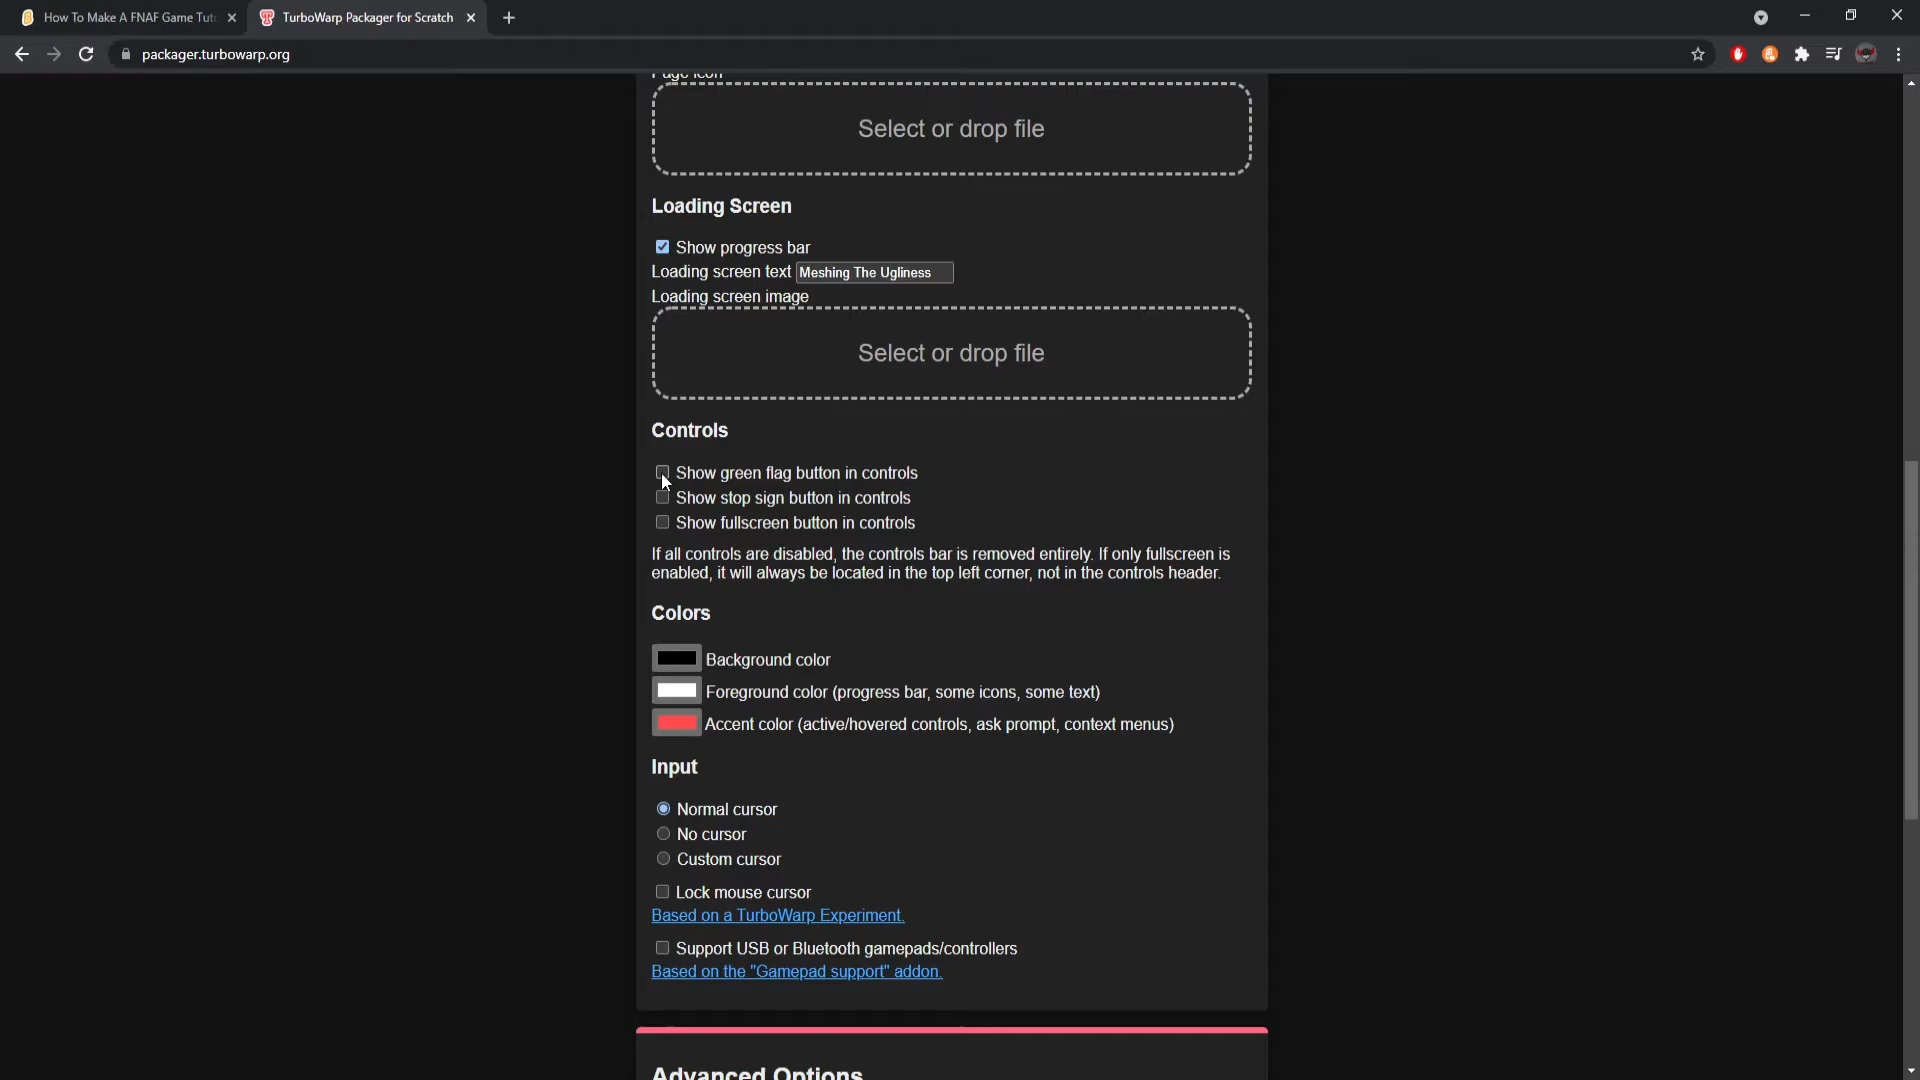 How To Make A FNAF Game Tuto
TurboWarp Packager for Scratch
packager.turbowarp.org
Page icon
Select or drop file
Loading Screen
Show progress bar
Loading screen text Meshing The Ugliness
Loading screen image
Select or drop file
Controls
Show green flag button in controls
Show stop sign button in controls
Show fullscreen button in controls
If all controls are disabled, the controls bar is removed entirely. If only fullscreen is
enabled, it will always be located in the top left corner, not in the controls header.
Colors
Background color
Foreground color (progress bar, some icons, some text)
Accent color (active/hovered controls, ask prompt, context menus)
Input
Normal cursor
No cursor
Custom cursor
Lock mouse cursor
Based on a TurboWarp Experiment.
Support USB or Bluetooth gamepads/controllers
Based on the "Gamepad support" addon.
Advanced Options